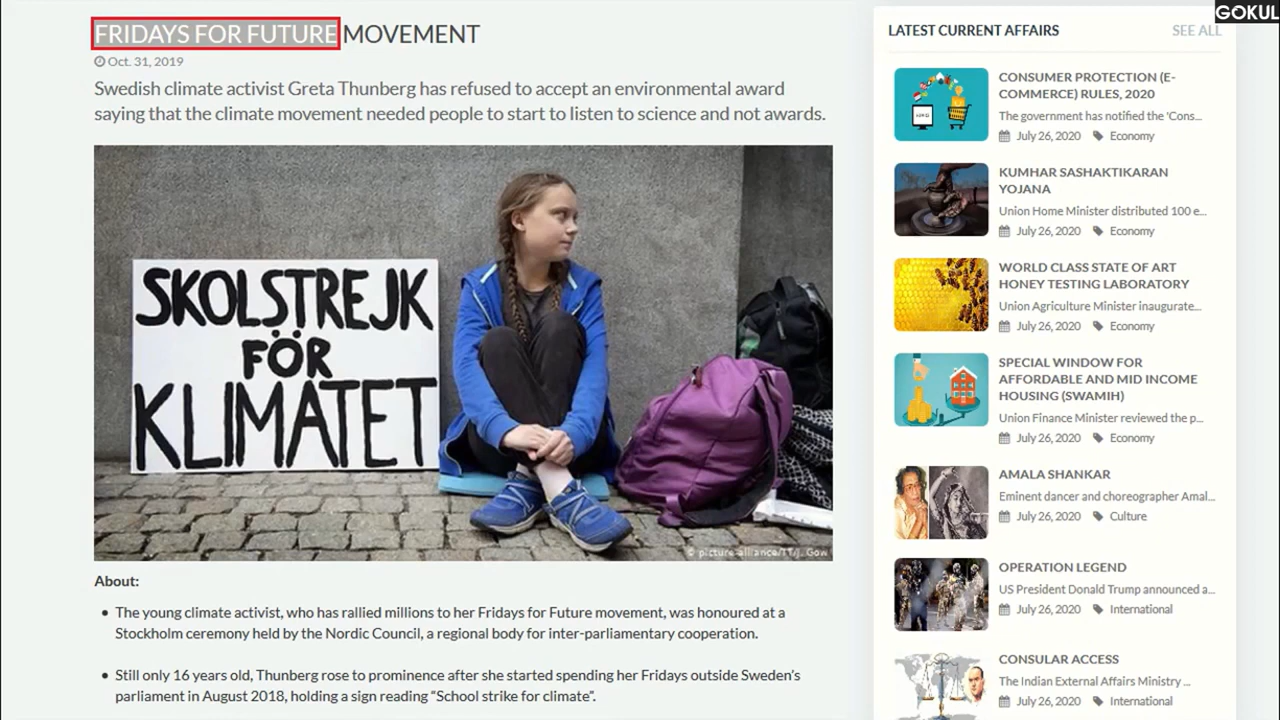 GOKUL
FRIDAYS FOR FUTURE MOVEMENT
Oct. 31, 2019
Swedish climate activist Greta Thunberg has refused to accept an environmental award
saying that the climate movement needed people to start to listen to science and not awards.
SKOLSTREJK
FÖR
KLIMATET
© picture-alliance/TT/J. Gow
About:
• The young climate activist, who has rallied millions to her Fridays for Future movement, was honoured at a
Stockholm ceremony held by the Nordic Council, a regional body for inter-parliamentary cooperation.
• Still only 16 years old, Thunberg rose to prominence after she started spending her Fridays outside Sweden's
parliament in August 2018, holding a sign reading "School strike for climate".
LATEST CURRENT AFFAIRS
SEE ALL
CONSUMER PROTECTION (E-
COMMERCE) RULES, 2020
The government has notified the 'Cons...
July 26, 2020 Economy
KUMHAR SASHAKTIKARAN
YOJANA
Union Home Minister distributed 100 e...
July 26, 2020 Economy
WORLD CLASS STATE OF ART
HONEY TESTING LABORATORY
Union Agriculture Minister inaugurate...
July 26, 2020 Economy
SPECIAL WINDOW FOR
AFFORDABLE AND MID INCOME
HOUSING (SWAMIH)
Union Finance Minister reviewed the p...
July 26, 2020 Economy
AMALA SHANKAR
Eminent dancer and choreographer Amal...
July 26, 2020 Culture
OPERATION LEGEND
US President Donald Trump announced a...
July 26, 2020 International
CONSULAR ACCESS
The Indian External Affairs Ministry ...
July 26, 2020 International